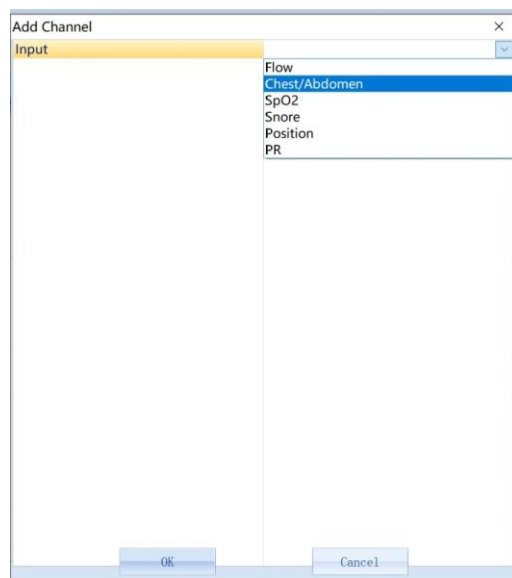 Add Channel
Input
Flow
Chest/Abdomen
SpO2
Snore
Position
PR
OK
Cancel